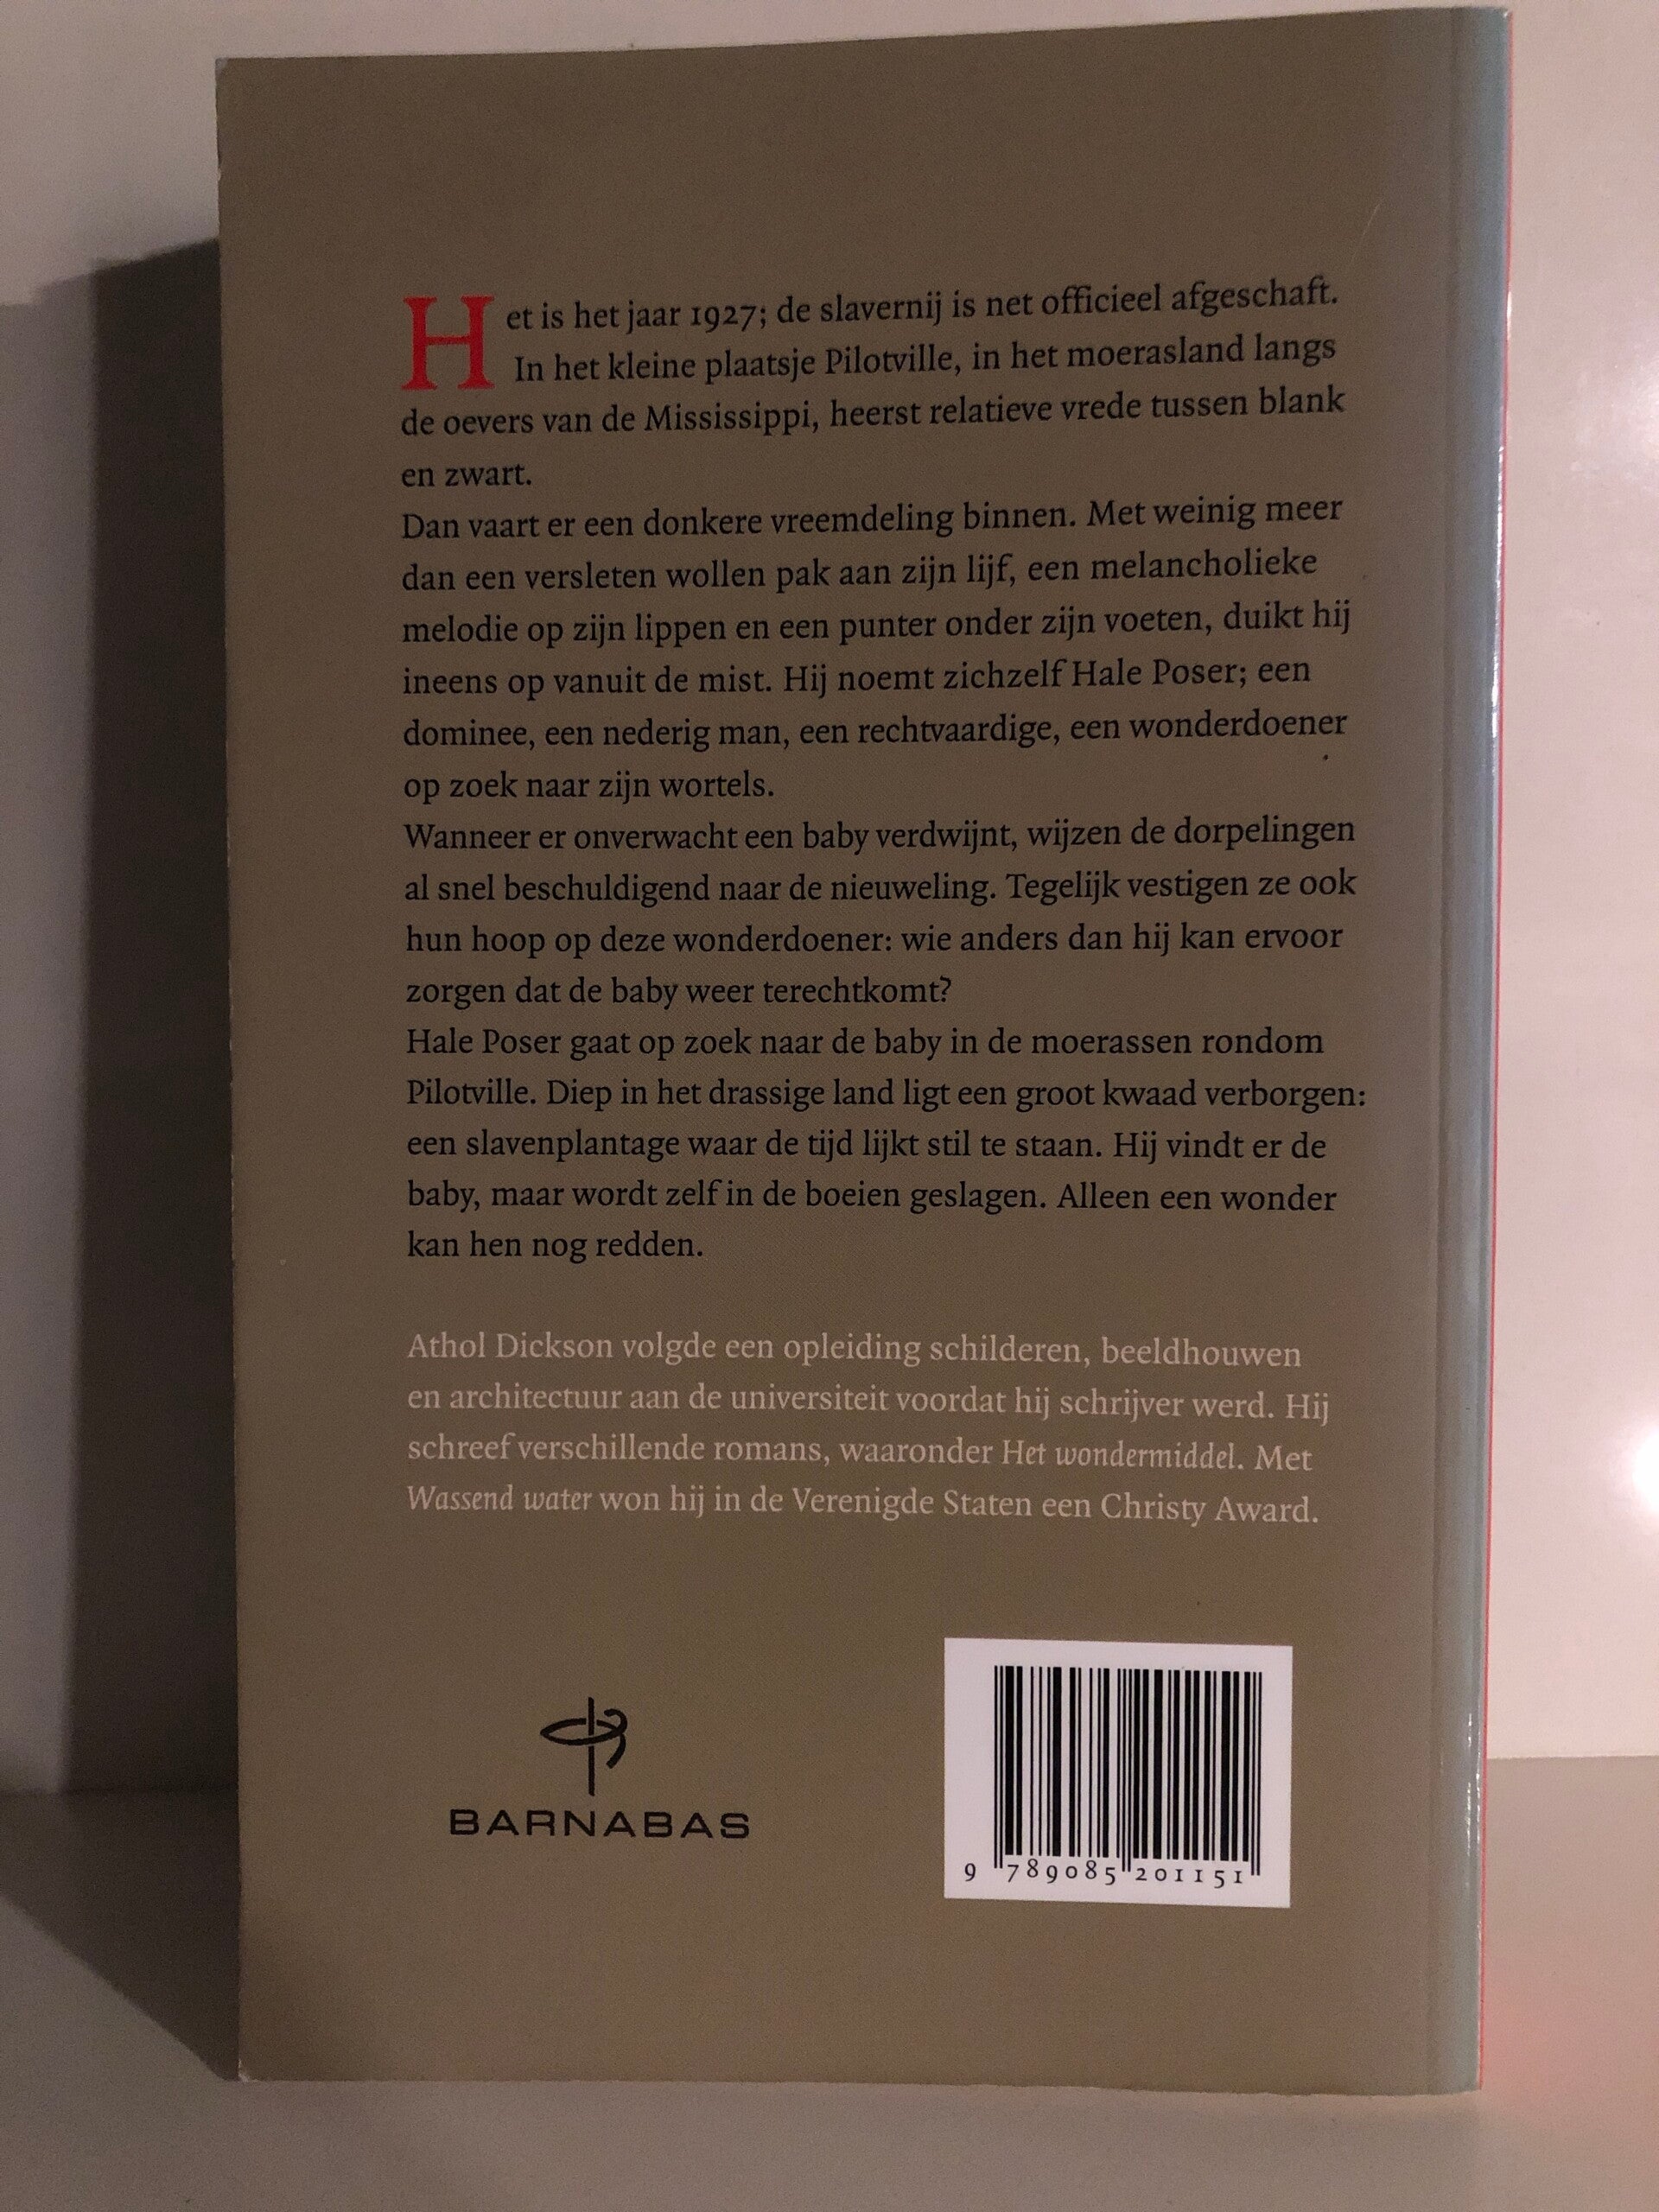 Het is het jaar 1927; de slavernij is net officieel afgeschaft.
In het kleine plaatsje Pilotville, in het moerasland langs
de oevers van de Mississippi, heerst relatieve vrede tussen blank
en zwart.
Dan vaart er een donkere vreemdeling binnen. Met weinig meer
dan een versleten wollen pak aan zijn lijf, een melancholieke
melodie op zijn lippen en een punter onder zijn voeten, duikt hij
ineens op vanuit de mist. Hij noemt zichzelf Hale Poser; een
dominee, een nederig man, een rechtvaardige, een wonderdoener
op zoek naar zijn wortels.
Wanneer er onverwacht een baby verdwijnt, wijzen de dorpelingen
al snel beschuldigend naar de nieuweling. Tegelijk vestigen ze ook
hun hoop op deze wonderdoener: wie anders dan hij kan ervoor
zorgen dat de baby weer terechtkomt?
Hale Poser gaat op zoek naar de baby in de moerassen rondom
Pilotville. Diep in het drassige land ligt een groot kwaad verborgen:
een slavenplantage waar de tijd lijkt stil te staan. Hij vindt er de
baby, maar wordt zelf in de boeien geslagen. Alleen een wonder
kan hen nog redden.
Athol Dickson volgde een opleiding schilderen, beeldhouwen
en architectuur aan de universiteit voordat hij schrijver werd. Hij
schreef verschillende romans, waaronder Het wondermiddel. Met
Wassend water won hij in de Verenigde Staten een Christy Award.
BARNABAS
9 789085 201151